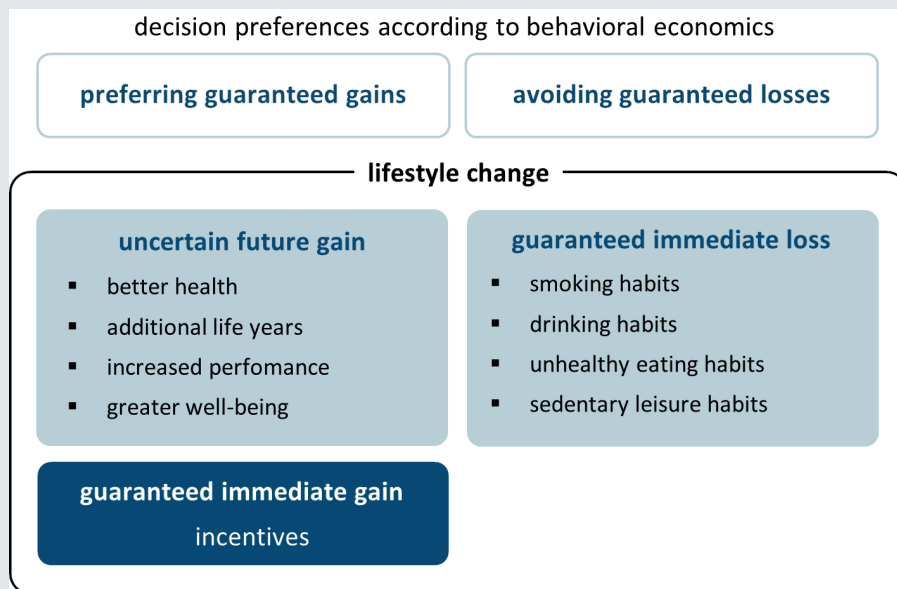 decision preferences according to behavioral economics
preferring guaranteed gains
avoiding guaranteed losses
lifestyle change
uncertain future gain
▪ better health
▪ additional life years
▪ increased perfomance
▪ greater well-being
guaranteed immediate loss
▪ smoking habits
▪ drinking habits
▪ unhealthy eating habits
▪ sedentary leisure habits
guaranteed immediate gain
incentives